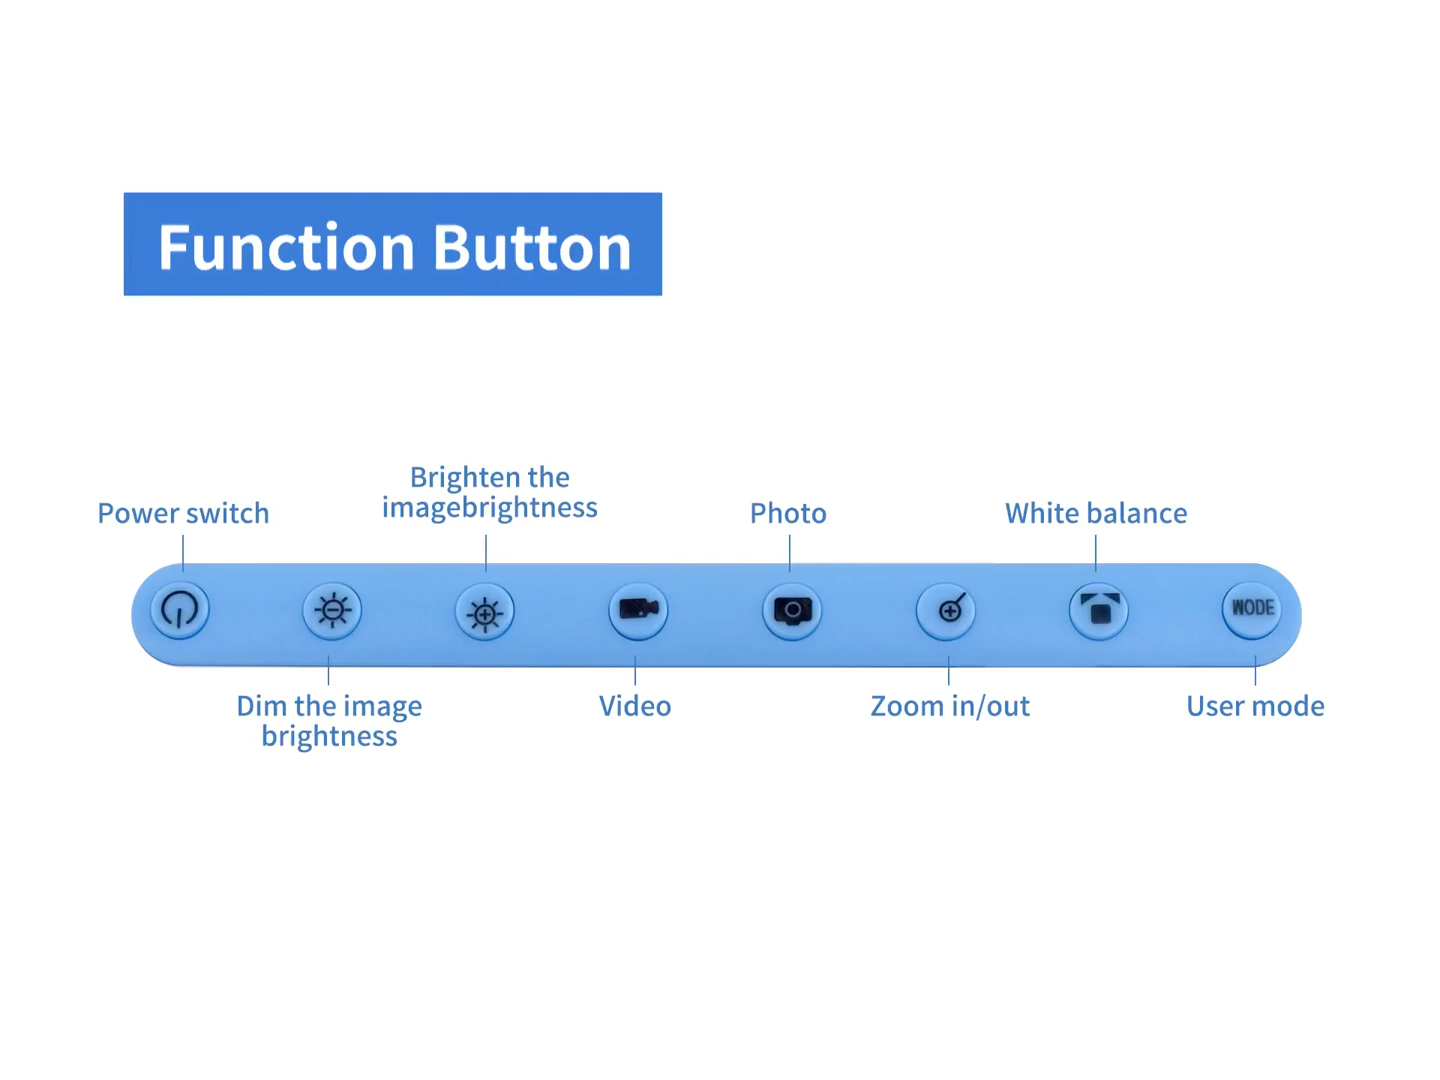 Function Button
Brighten the
imagebrightness
Power switch
Photo
White balance
MODE
Dim the image
brightness
Video
Zoom in/out
User mode